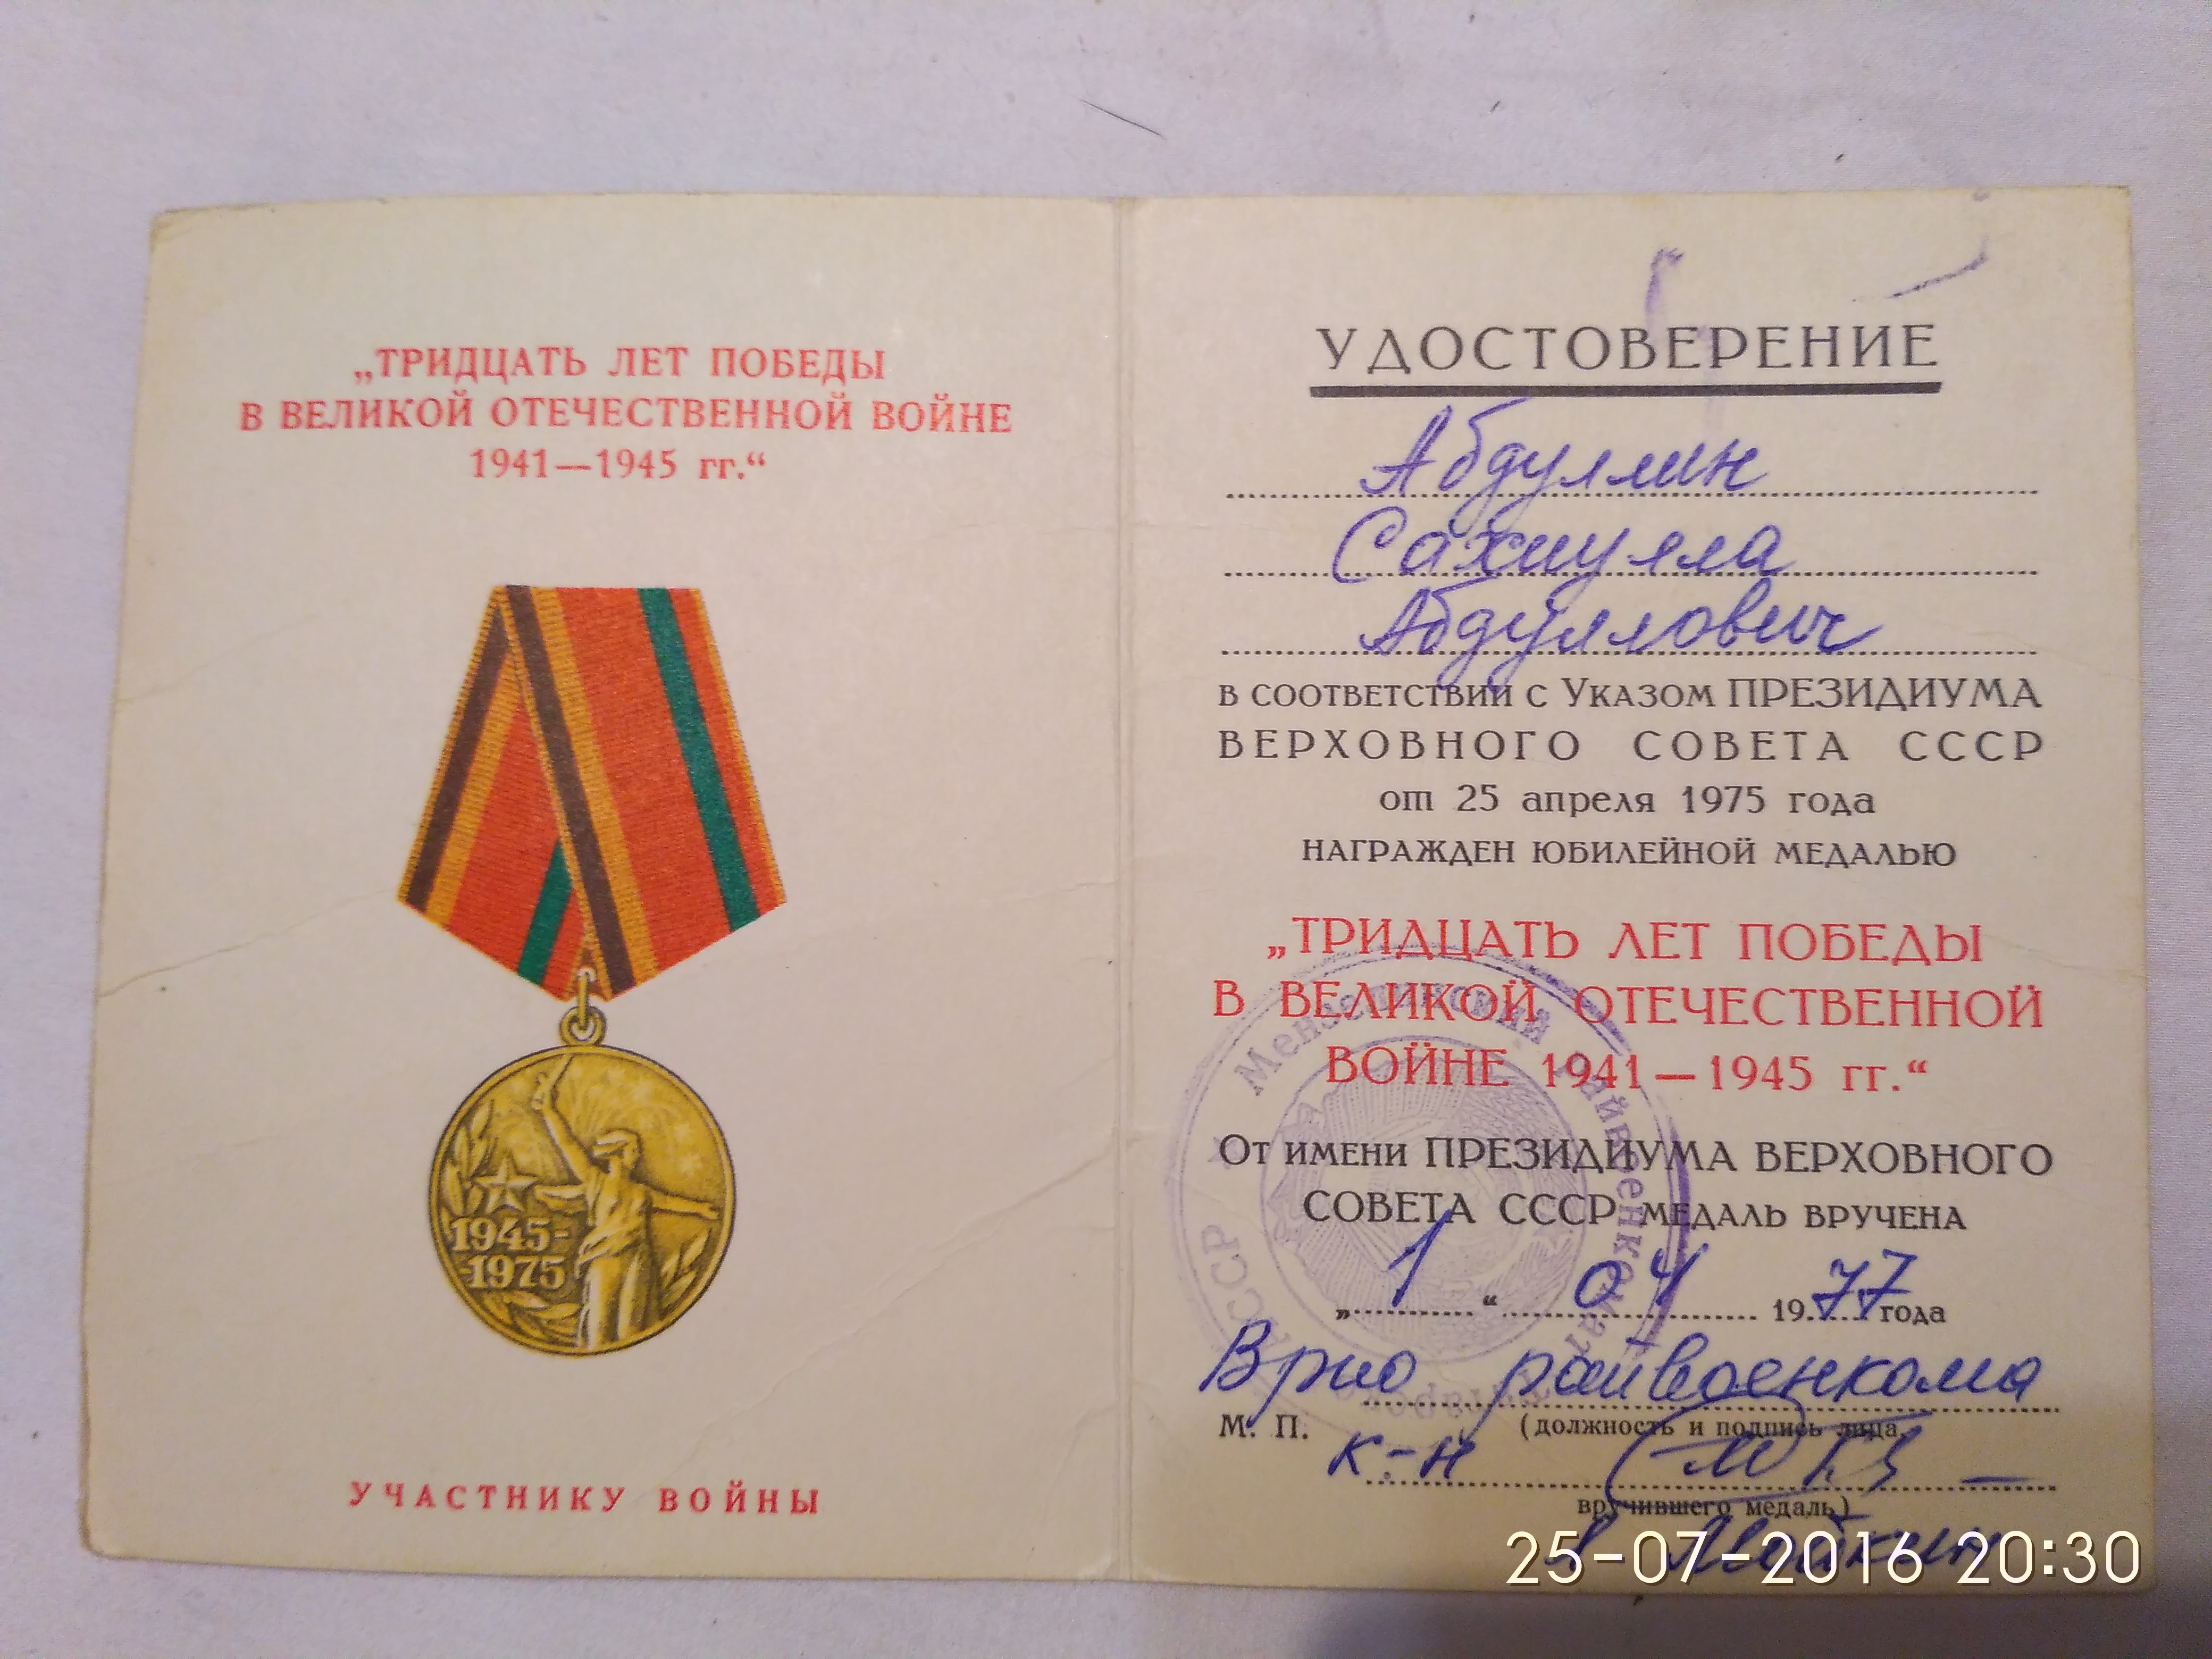 „ТРИДЦАТЬ ЛЕТ ПОБЕДЫ
В ВЕЛИКОЙ ОТЕЧЕСТВЕННОЙ ВОЙНЕ
1941—1945 гг.“
1945-
-1975
УЧАСТНИКУ ВОЙНЫ
УДОСТОВЕРЕНИЕ
Абдуллин
Сахиулла
Абдуллович
В СООТВЕТСТВИИ С УКАЗОМ ПРЕЗИДИУМА
ВЕРХОВНОГО СОВЕТА СССР
от 25 апреля 1975 года
НАГРАЖДЕН ЮБИЛЕЙНОЙ МЕДАЛЬЮ
„ТРИДЦАТЬ ЛЕТ ПОБЕДЫ
В ВЕЛИКОЙ ОТЕЧЕСТВЕННОЙ
ВОЙНЕ 1941—1945 гг.“
ОТ ИМЕНИ ПРЕЗИДИУМА ВЕРХОВНОГО
СОВЕТА СССР МЕДАЛЬ ВРУЧЕНА
„ 1 “ 04 1977 года
Врио райвоенкома
М. П. (должность и подпись лица,
к-н
вручившего медаль)
25-07-2016 20:30